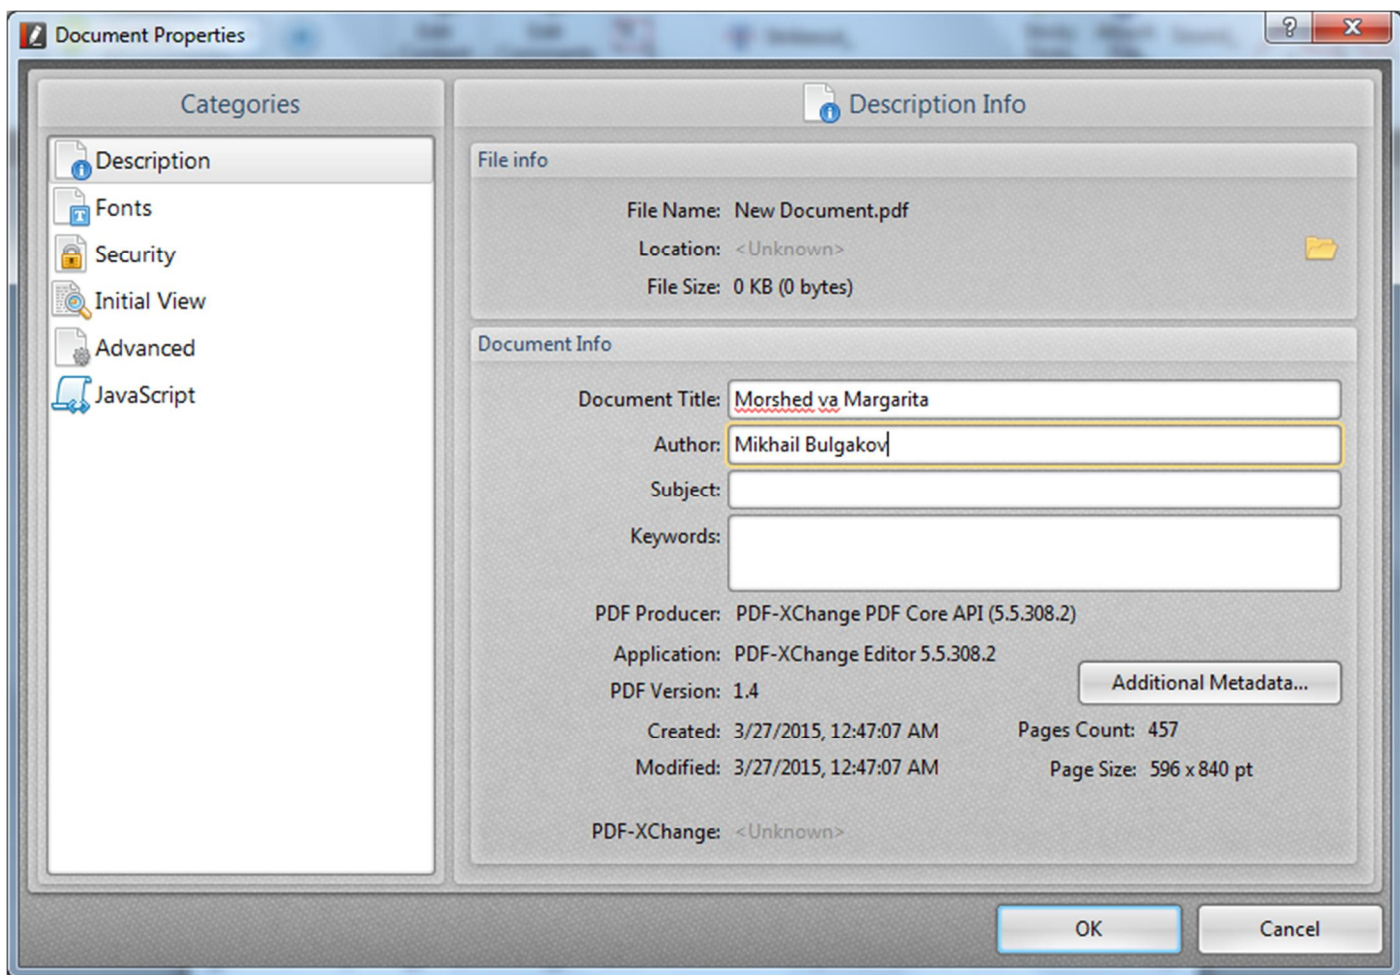 Document Properties
Categories
Description
Fonts
Security
Initial View
Advanced
JavaScript
Description Info
File info
File Name: New Document.pdf
Location: <Unknown>
File Size: 0 KB (0 bytes)
Document Info
Document Title: Morshed va Margarita
Author: Mikhail Bulgakov
Subject:
Keywords:
PDF Producer: PDF-XChange PDF Core API (5.5.308.2)
Application: PDF-XChange Editor 5.5.308.2
Additional Metadata...
PDF Version: 1.4
Created: 3/27/2015, 12:47:07 AM Pages Count: 457
Modified: 3/27/2015, 12:47:07 AM Page Size: 596 x 840 pt
PDF-XChange: <Unknown>
OK Cancel